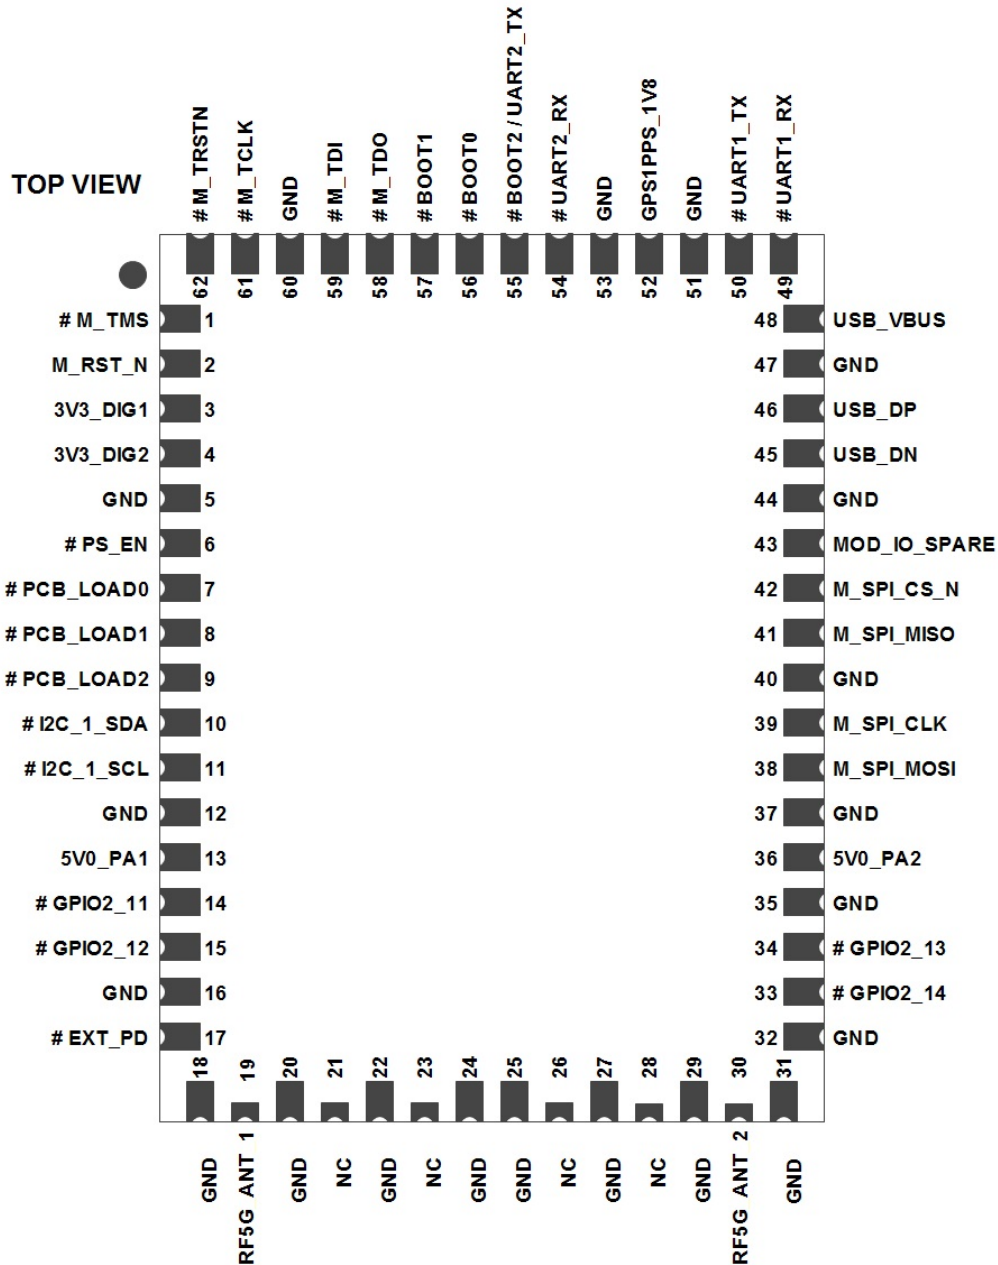 TOP VIEW
# M_TRSTN
# M_TCLK
GND
# M_TDI
# M_TDO
# BOOT1
# BOOT0
# BOOT2 / UART2_TX
# UART2_RX
GND
GPS1PPS_1V8
GND
# UART1_TX
# UART1_RX
62
61
60
59
58
57
56
55
54
53
52
51
50
49
# M_TMS 1
M_RST_N 2
3V3_DIG1 3
3V3_DIG2 4
GND 5
# PS_EN 6
# PCB_LOAD0 7
# PCB_LOAD1 8
# PCB_LOAD2 9
# I2C_1_SDA 10
# I2C_1_SCL 11
GND 12
5V0_PA1 13
# GPIO2_11 14
# GPIO2_12 15
GND 16
# EXT_PD 17
48 USB_VBUS
47 GND
46 USB_DP
45 USB_DN
44 GND
43 MOD_IO_SPARE
42 M_SPI_CS_N
41 M_SPI_MISO
40 GND
39 M_SPI_CLK
38 M_SPI_MOSI
37 GND
36 5V0_PA2
35 GND
34 # GPIO2_13
33 # GPIO2_14
32 GND
18
19
20
21
22
23
24
25
26
27
28
29
30
31
GND
RF5G_ANT_1
GND
NC
GND
NC
GND
GND
NC
GND
NC
GND
RF5G_ANT_2
GND